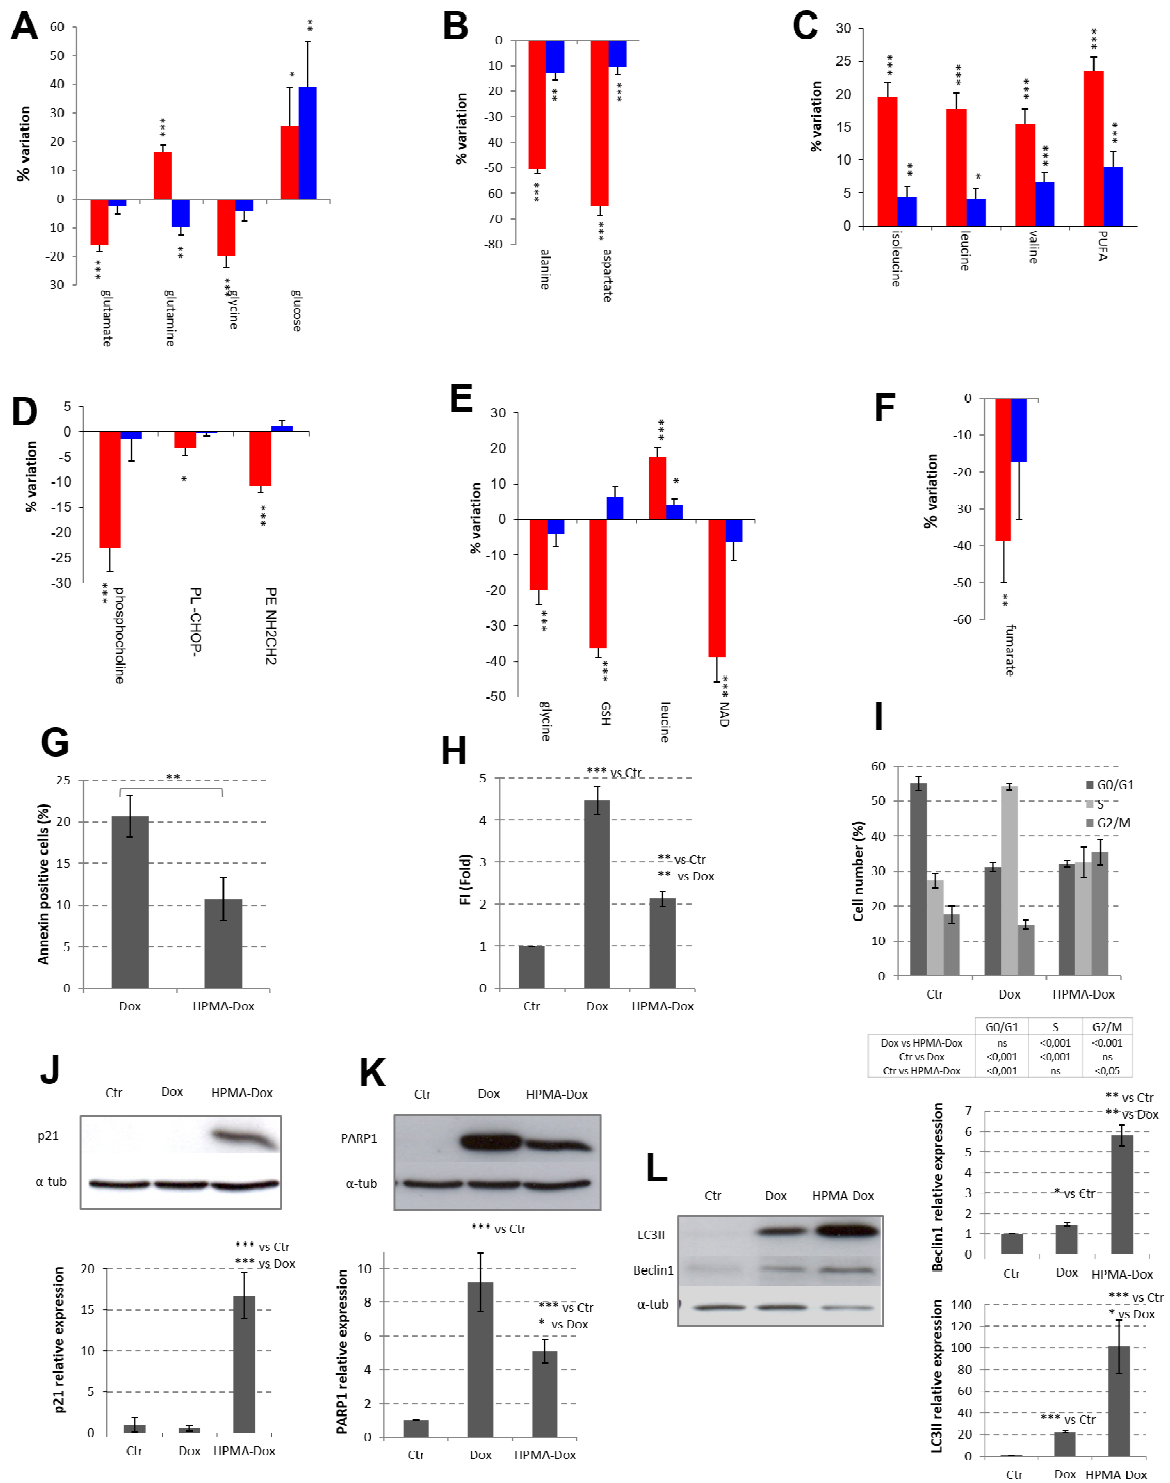 A
% variation
60
50
40
30
20
10
0
10
20
30
***
***
**
***
*
**
glutamate
glutamine
glycine
glucose
B
% variation
0
10
20
-30
-40
-50
-60
-70
-80
***
**
***
***
alanine
aspartate
C
% variation
30
25
20
15
10
5
0
***
**
***
*
***
***
***
***
isoleucine
leucine
valine
PUFA
D
% variation
5
0
-5
-10
-15
-20
-25
-30
***
*
***
phosphocholine
PL -CHOP-
PE NH2CH2
E
% variation
30
20
10
0
-10
-20
-30
-40
-50
***
***
***
*
***
glycine
GSH
leucine
NAD
F
% variation
0
-10
-20
-30
-40
-50
-60
**
fumarate
G
Annexin positive cells (%)
25
20
15
10
5
0
**
Dox
HPMA-Dox
H
FI (Fold)
5
4
3
2
1
0
*** vs Ctr
** vs Ctr
** vs Dox
Ctr
Dox
HPMA-Dox
I
Cell number (%)
60
50
40
30
20
10
0
G0/G1
S
G2/M
Ctr
Dox
HPMA-Dox
G0/G1 S G2/M
Dox vs HPMA-Dox ns <0,001 <0.001
Ctr vs Dox <0,001 <0,001 ns
Ctr vs HPMA-Dox <0,001 ns <0,05
J
Ctr Dox HPMA-Dox
p21
α tub
p21 relative expression
20
15
10
5
0
*** vs Ctr
*** vs Dox
Ctr
Dox
HPMA-Dox
K
Ctr Dox HPMA-Dox
PARP1
α-tub
PARP1 relative expression
10
8
6
4
2
0
*** vs Ctr
*** vs Ctr
* vs Dox
Ctr
Dox
HPMA-Dox
L
Ctr Dox HPMA Dox
LC3II
Beclin1
α-tub
Beclin1 relative expression
7
6
5
4
3
2
1
0
* vs Ctr
** vs Ctr
** vs Dox
Ctr
Dox
HPMA-Dox
LC3II relative expression
140
120
100
80
60
40
20
0
*** vs Ctr
*** vs Ctr
* vs Dox
Ctr
Dox
HPMA Dox